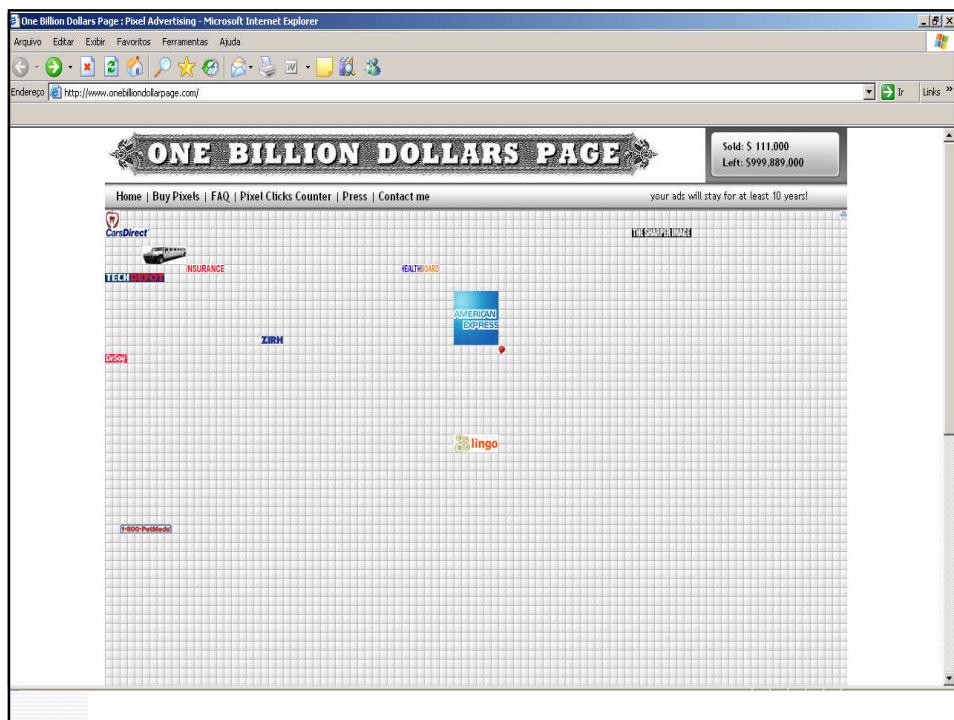 One Billion Dollars Page : Pixel Advertising - Microsoft Internet Explorer
Arquivo Editar Exibir Favoritos Ferramentas Ajuda
Endereço http://www.onebilliondollarpage.com/ Ir Links »
ONE BILLION DOLLARS PAGE
Sold: $ 111,000
Left: $999,889,000
Home | Buy Pixels | FAQ | Pixel Clicks Counter | Press | Contact me
your ads will stay for at least 10 years!
CarsDirect
THE SHARPER IMAGE
INSURANCE
HEALTHBOARD
TECH DEPOT
AMERICAN
EXPRESS
ZIRH
DrSoy
lingo
1-800-PetMeds